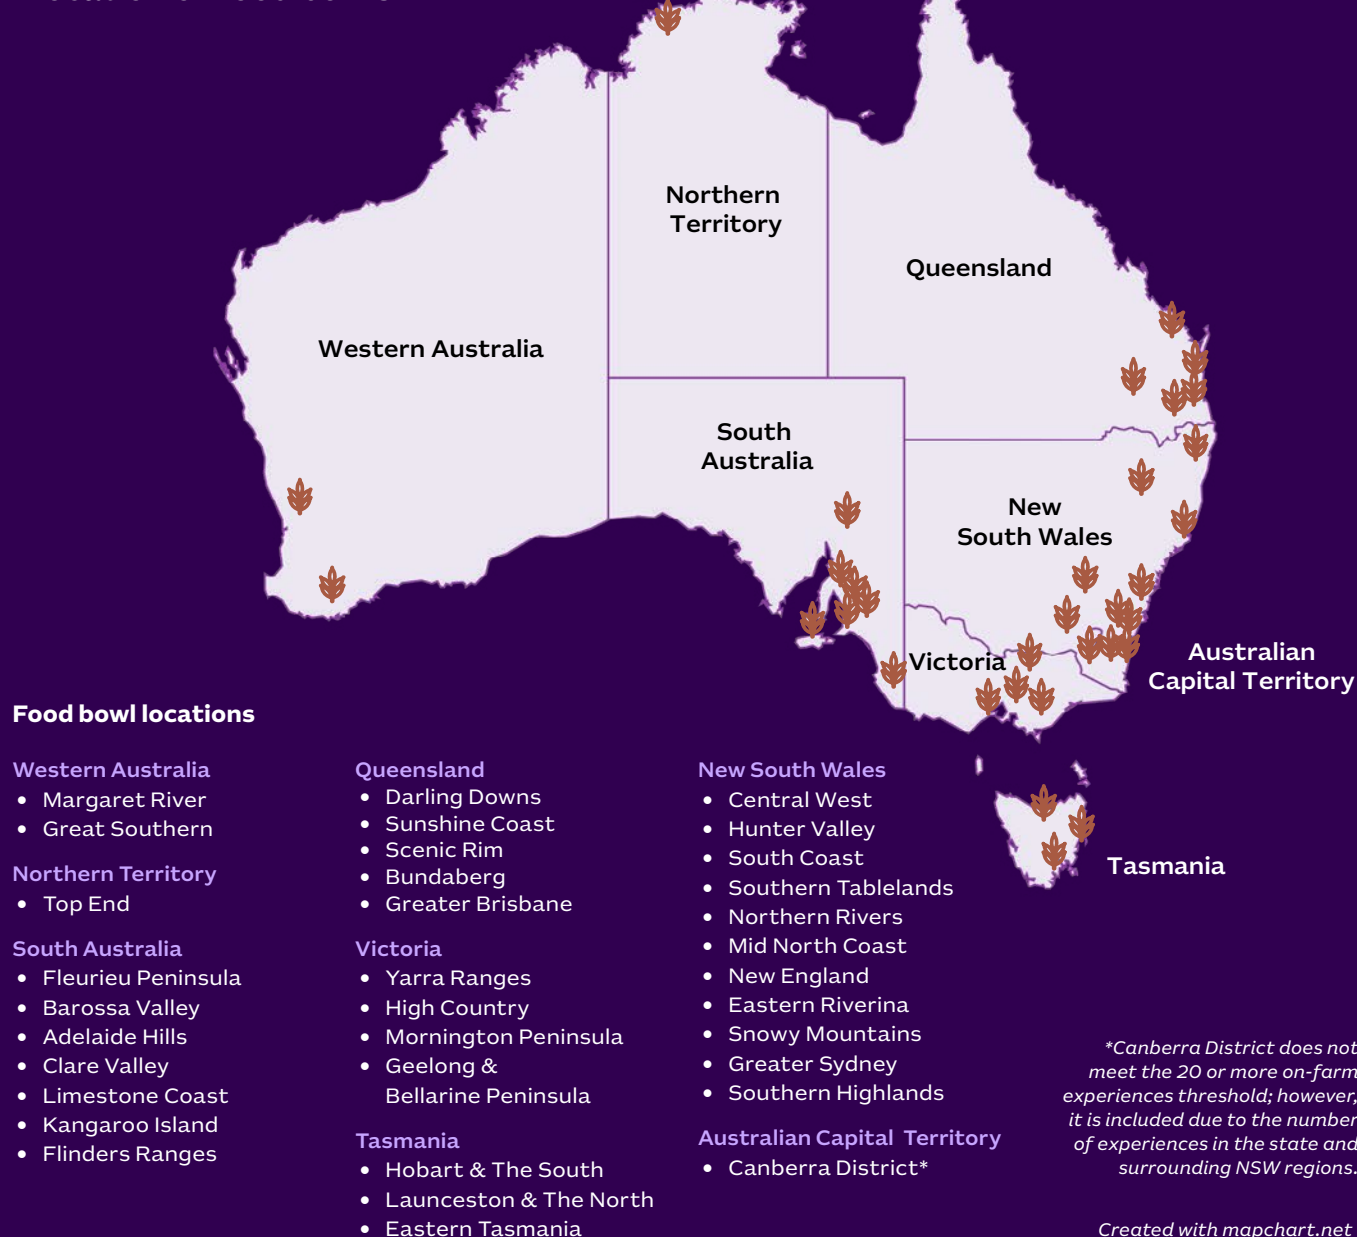 Northern
Territory
Queensland
Western Australia
South
Australia
New
South Wales
Victoria
Australian
Capital Territory
Tasmania
Food bowl locations
Western Australia
• Margaret River
• Great Southern
Northern Territory
• Top End
South Australia
• Fleurieu Peninsula
• Barossa Valley
• Adelaide Hills
• Clare Valley
• Limestone Coast
• Kangaroo Island
• Flinders Ranges
Queensland
• Darling Downs
• Sunshine Coast
• Scenic Rim
• Bundaberg
• Greater Brisbane
Victoria
• Yarra Ranges
• High Country
• Mornington Peninsula
• Geelong &
Bellarine Peninsula
Tasmania
• Hobart & The South
• Launceston & The North
• Eastern Tasmania
New South Wales
• Central West
• Hunter Valley
• South Coast
• Southern Tablelands
• Northern Rivers
• Mid North Coast
• New England
• Eastern Riverina
• Snowy Mountains
• Greater Sydney
• Southern Highlands
Australian Capital Territory
• Canberra District*
*Canberra District does not
meet the 20 or more on-farm
experiences threshold; however,
it is included due to the number
of experiences in the state and
surrounding NSW regions.
Created with mapchart.net